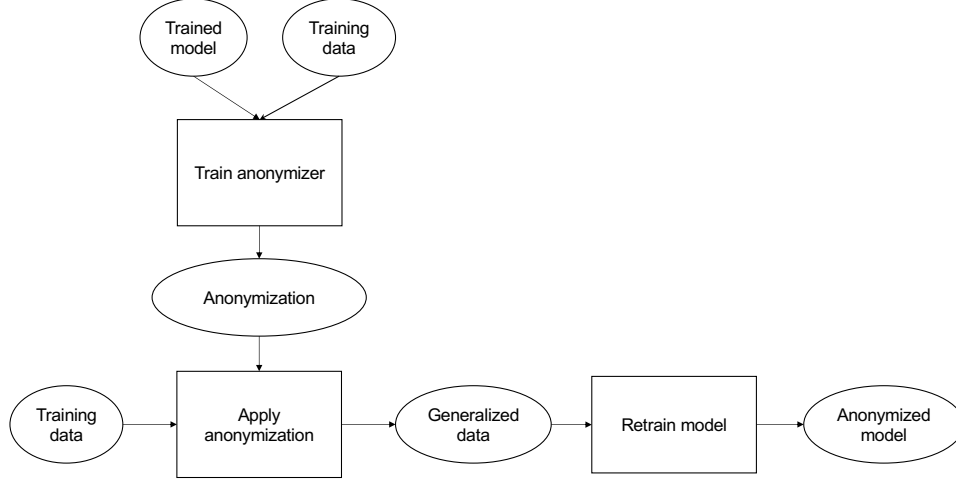 Trained
model
Training
data
Train anonymizer
Anonymization
Training
data
Apply
anonymization
Generalized
data
Retrain model
Anonymized
model